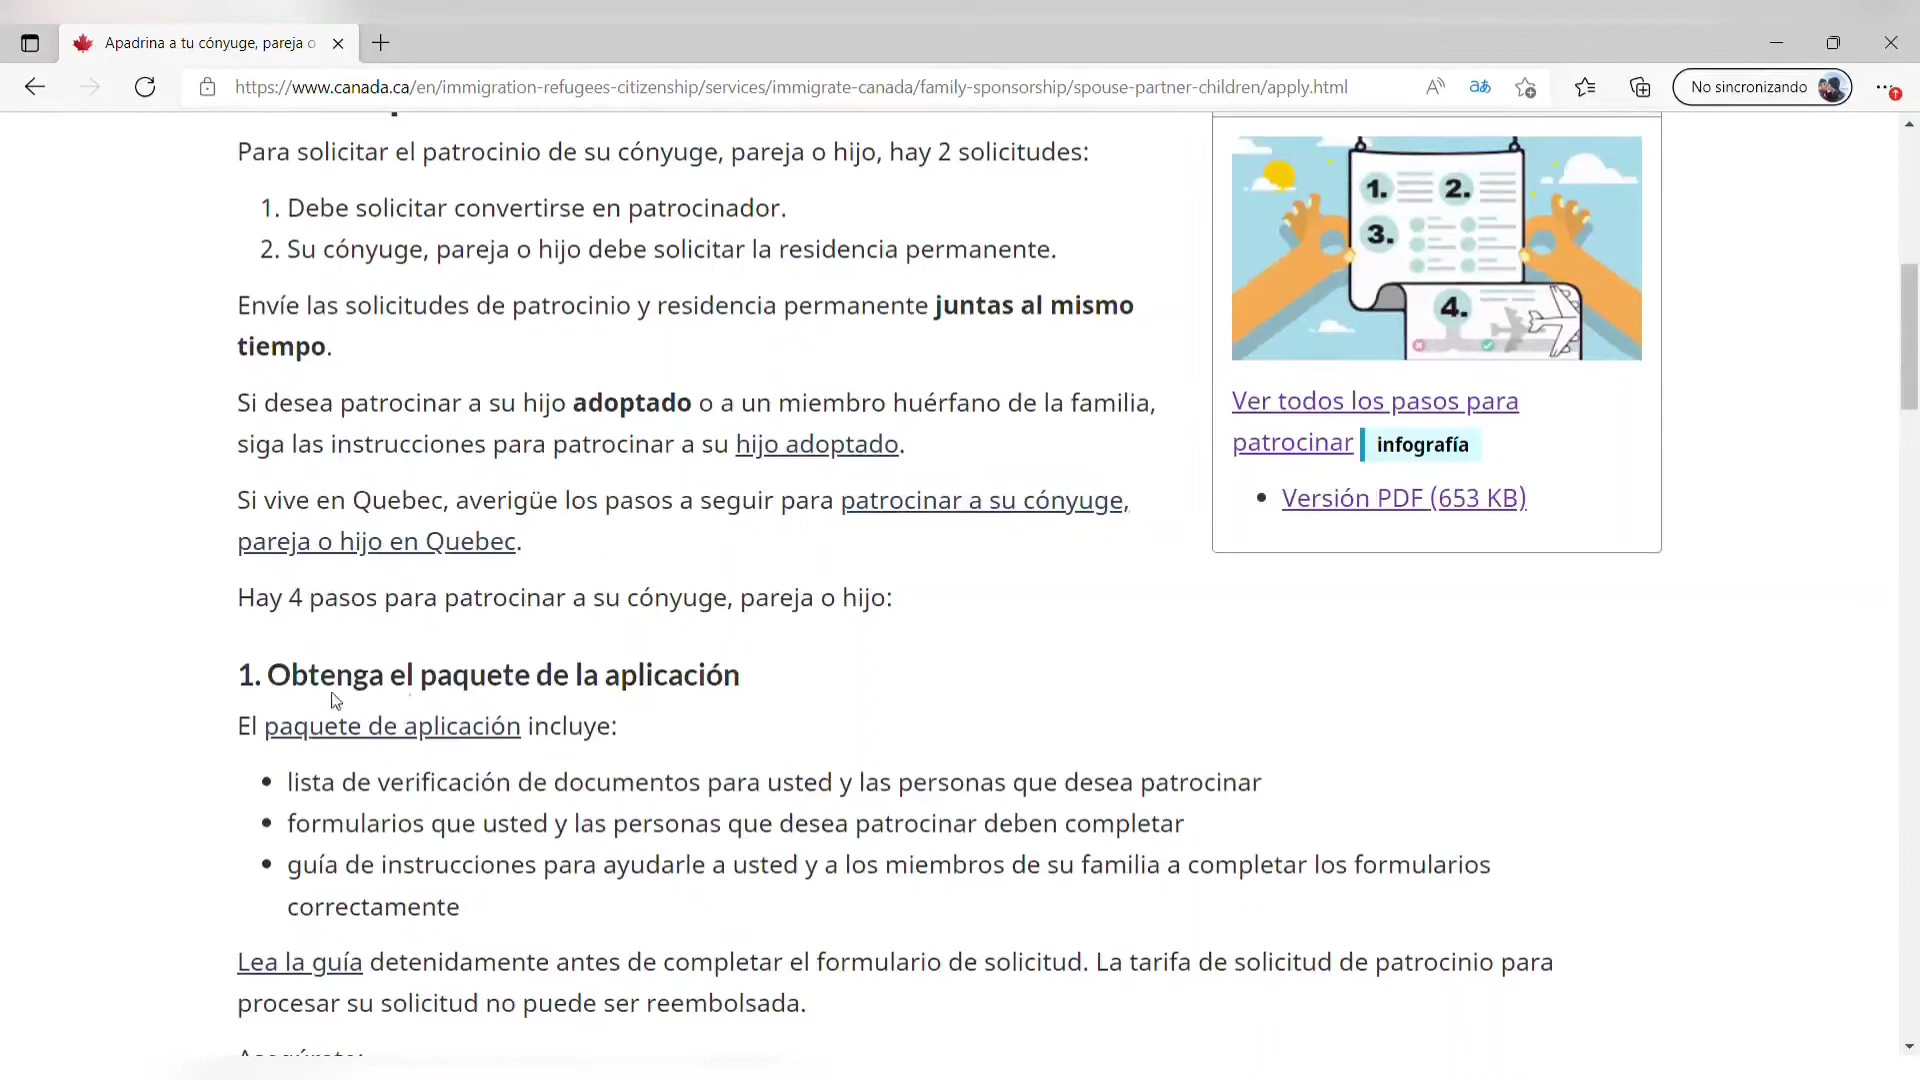 Apadrina a tu cónyuge, pareja o
https://www.canada.ca/en/immigration-refugees-citizenship/services/immigrate-canada/family-sponsorship/spouse-partner-children/apply.html
No sincronizando
Para solicitar el patrocinio de su cónyuge, pareja o hijo, hay 2 solicitudes:
1. Debe solicitar convertirse en patrocinador.
2. Su cónyuge, pareja o hijo debe solicitar la residencia permanente.
Envíe las solicitudes de patrocinio y residencia permanente juntas al mismo
tiempo.
Si desea patrocinar a su hijo adoptado o a un miembro huérfano de la familia,
siga las instrucciones para patrocinar a su hijo adoptado.
Si vive en Quebec, averigüe los pasos a seguir para patrocinar a su cónyuge,
pareja o hijo en Quebec.
Hay 4 pasos para patrocinar a su cónyuge, pareja o hijo:
1. Obtenga el paquete de la aplicación
El paquete de aplicación incluye:
lista de verificación de documentos para usted y las personas que desea patrocinar
formularios que usted y las personas que desea patrocinar deben completar
guía de instrucciones para ayudarle a usted y a los miembros de su familia a completar los formularios
correctamente
Lea la guía detenidamente antes de completar el formulario de solicitud. La tarifa de solicitud de patrocinio para
procesar su solicitud no puede ser reembolsada.
1. 2.
3.
4.
Ver todos los pasos para
patrocinar infografía
Versión PDF (653 KB)